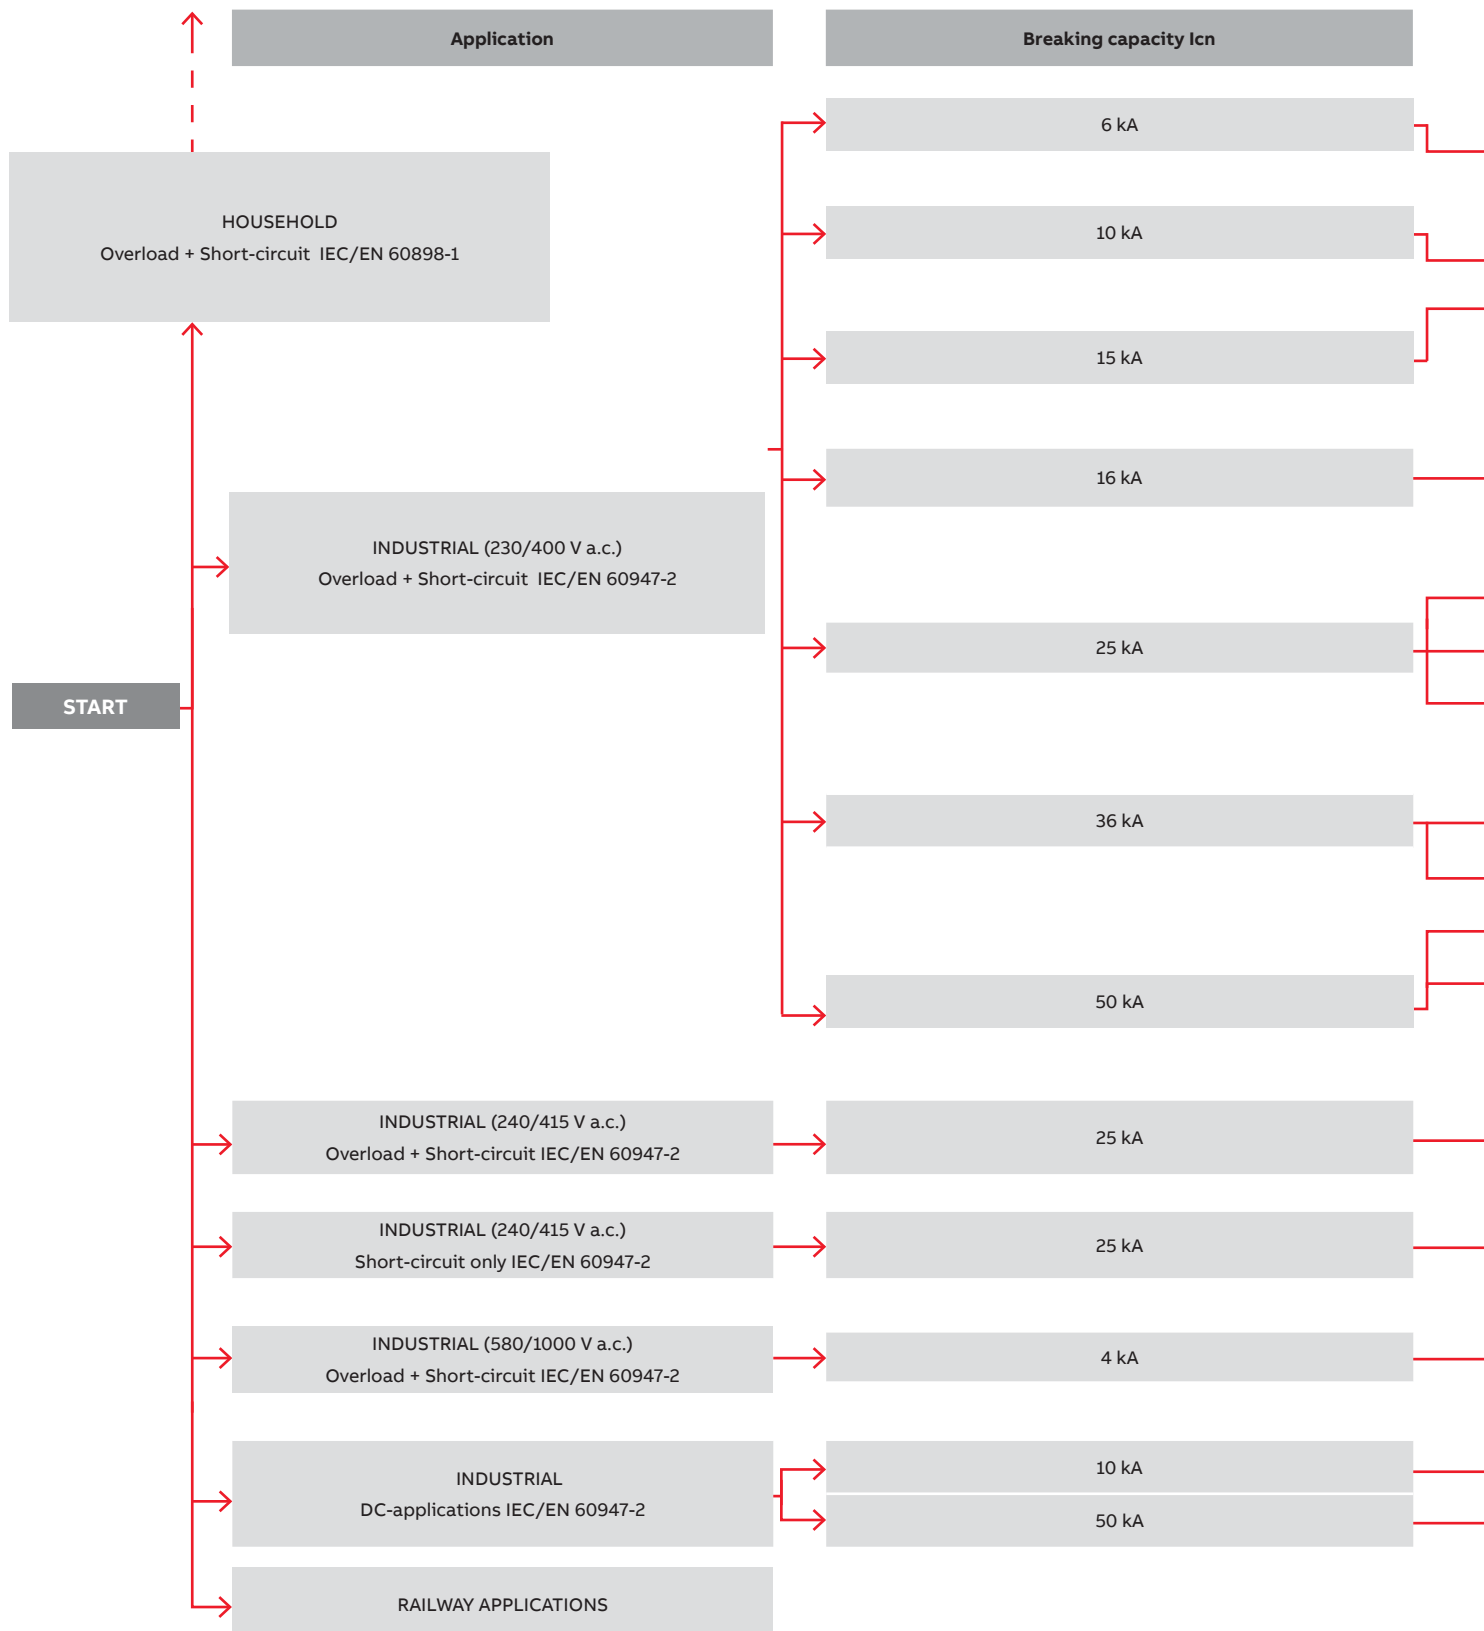 Application
Breaking capacity Icn
6 kA
HOUSEHOLD
Overload + Short-circuit IEC/EN 60898-1
10 kA
15 kA
16 kA
INDUSTRIAL (230/400 V a.c.)
Overload + Short-circuit IEC/EN 60947-2
25 kA
START
36 kA
50 kA
INDUSTRIAL (240/415 V a.c.)
Overload + Short-circuit IEC/EN 60947-2
25 kA
INDUSTRIAL (240/415 V a.c.)
Short-circuit only IEC/EN 60947-2
25 kA
INDUSTRIAL (580/1000 V a.c.)
Overload + Short-circuit IEC/EN 60947-2
4 kA
INDUSTRIAL
DC-applications IEC/EN 60947-2
10 kA
50 kA
RAILWAY APPLICATIONS